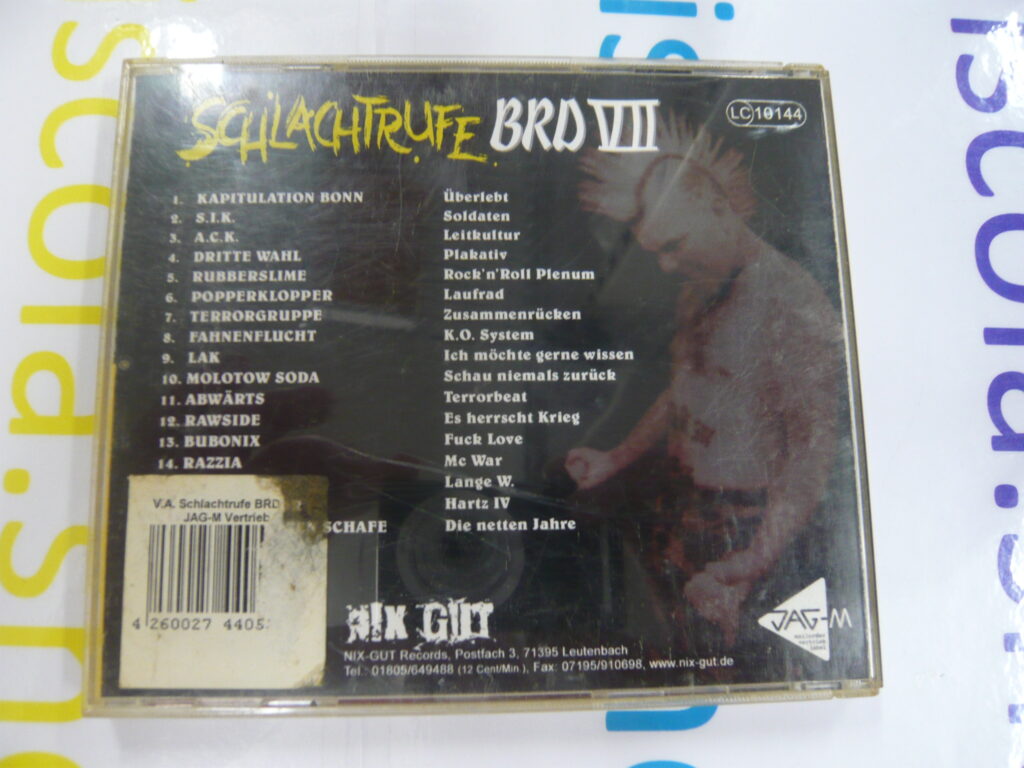 SCHLACHTRUFE BRD VII
LC 10144
1. KAPITULATION BONN Überlebt
2. S.I.K. Soldaten
3. A.C.K. Leitkultur
4. DRITTE WAHL Plakativ
5. RUBBERSLIME Rock'n'Roll Plenum
6. POPPERKLOPPER Laufrad
7. TERRORGRUPPE Zusammenrücken
8. FAHNENFLUCHT K.O. System
9. LAK Ich möchte gerne wissen
10. MOLOTOW SODA Schau niemals zurück
11. ABWÄRTS Terrorbeat
12. RAWSIDE Es herrscht Krieg
13. BUBONIX Fuck Love
14. RAZZIA Mc War
Lange W.
Hartz IV
SCHAFE Die netten Jahre
V.A. Schlachtrufe BRD
JAG-M Vertrieb
4 260027 4405
NIX GUT
NIX-GUT Records, Postfach 3, 71395 Leutenbach
Tel.: 01805/649488 (12 Cent/Min.), Fax: 07195/910698, www.nix-gut.de
JAG-M
mailorder
vertrieb
label